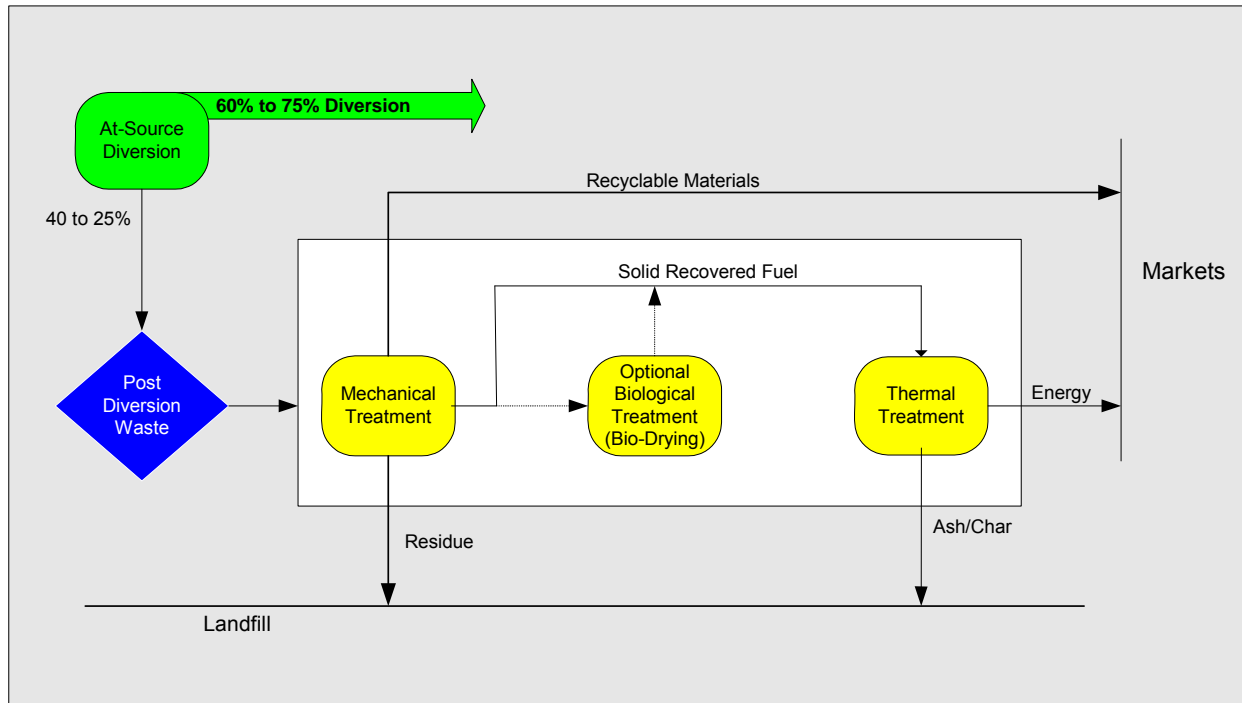 60% to 75% Diversion
At-Source
Diversion
Recyclable Materials
40 to 25%
Markets
Solid Recovered Fuel
Post
Diversion
Waste
Mechanical
Treatment
Optional
Biological
Treatment
(Bio-Drying)
Thermal
Treatment
Energy
Residue
Ash/Char
Landfill